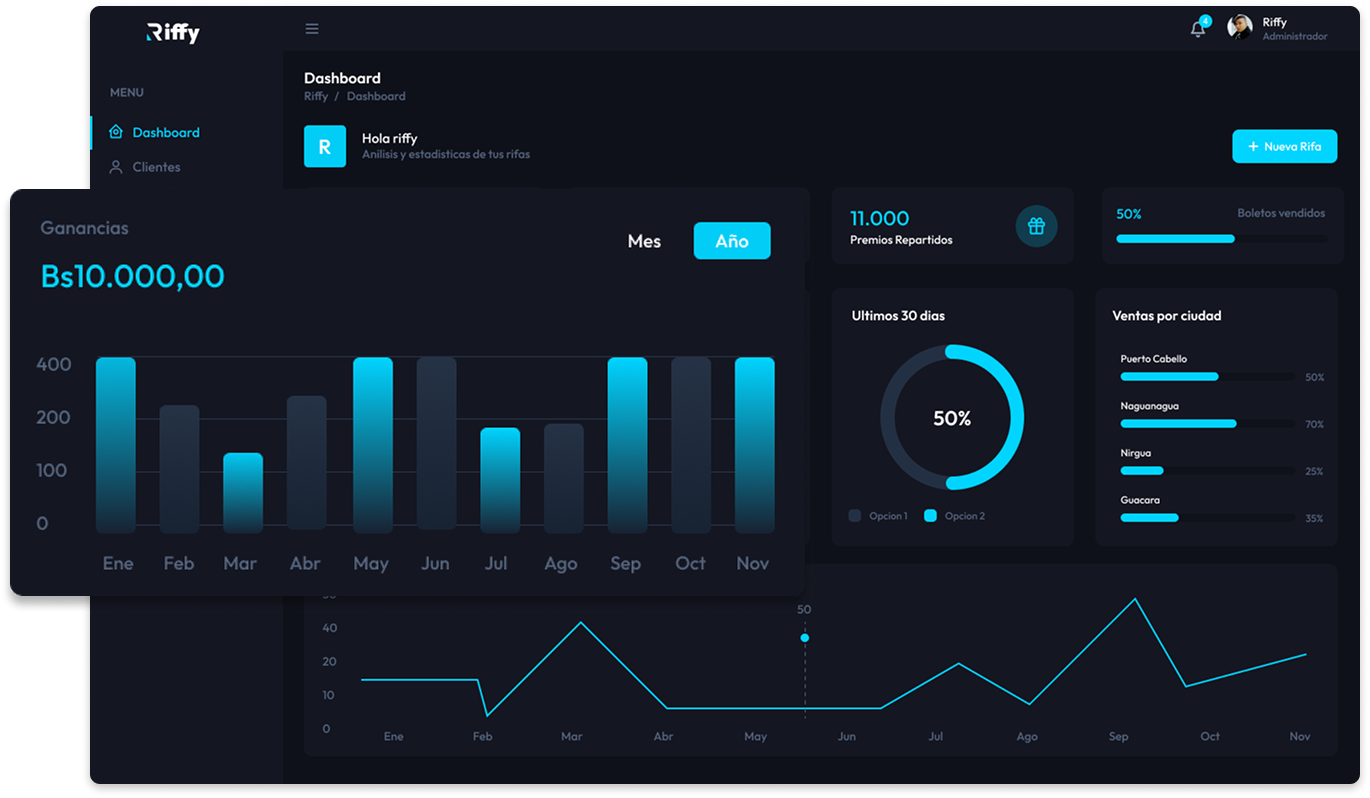 Riffy
4
Riffy
Administrador
MENU
Dashboard
Clientes
Dashboard
Riffy / Dashboard
R
Hola riffy
Anilisis y estadisticas de tus rifas
+ Nueva Rifa
Ganancias
Bs10.000,00
Mes
Año
400
200
100
0
Ene Feb Mar Abr May Jun Jul Ago Sep Oct Nov
11.000
Premios Repartidos
50%
Boletos vendidos
Ultimos 30 dias
50%
Opcion 1
Opcion 2
Ventas por ciudad
Puerto Cabello
50%
Naguanagua
70%
Nirgua
25%
Guacara
35%
50
40
20
10
0
50
Ene Feb Mar Abr May Jun Jul Ago Sep Oct Nov